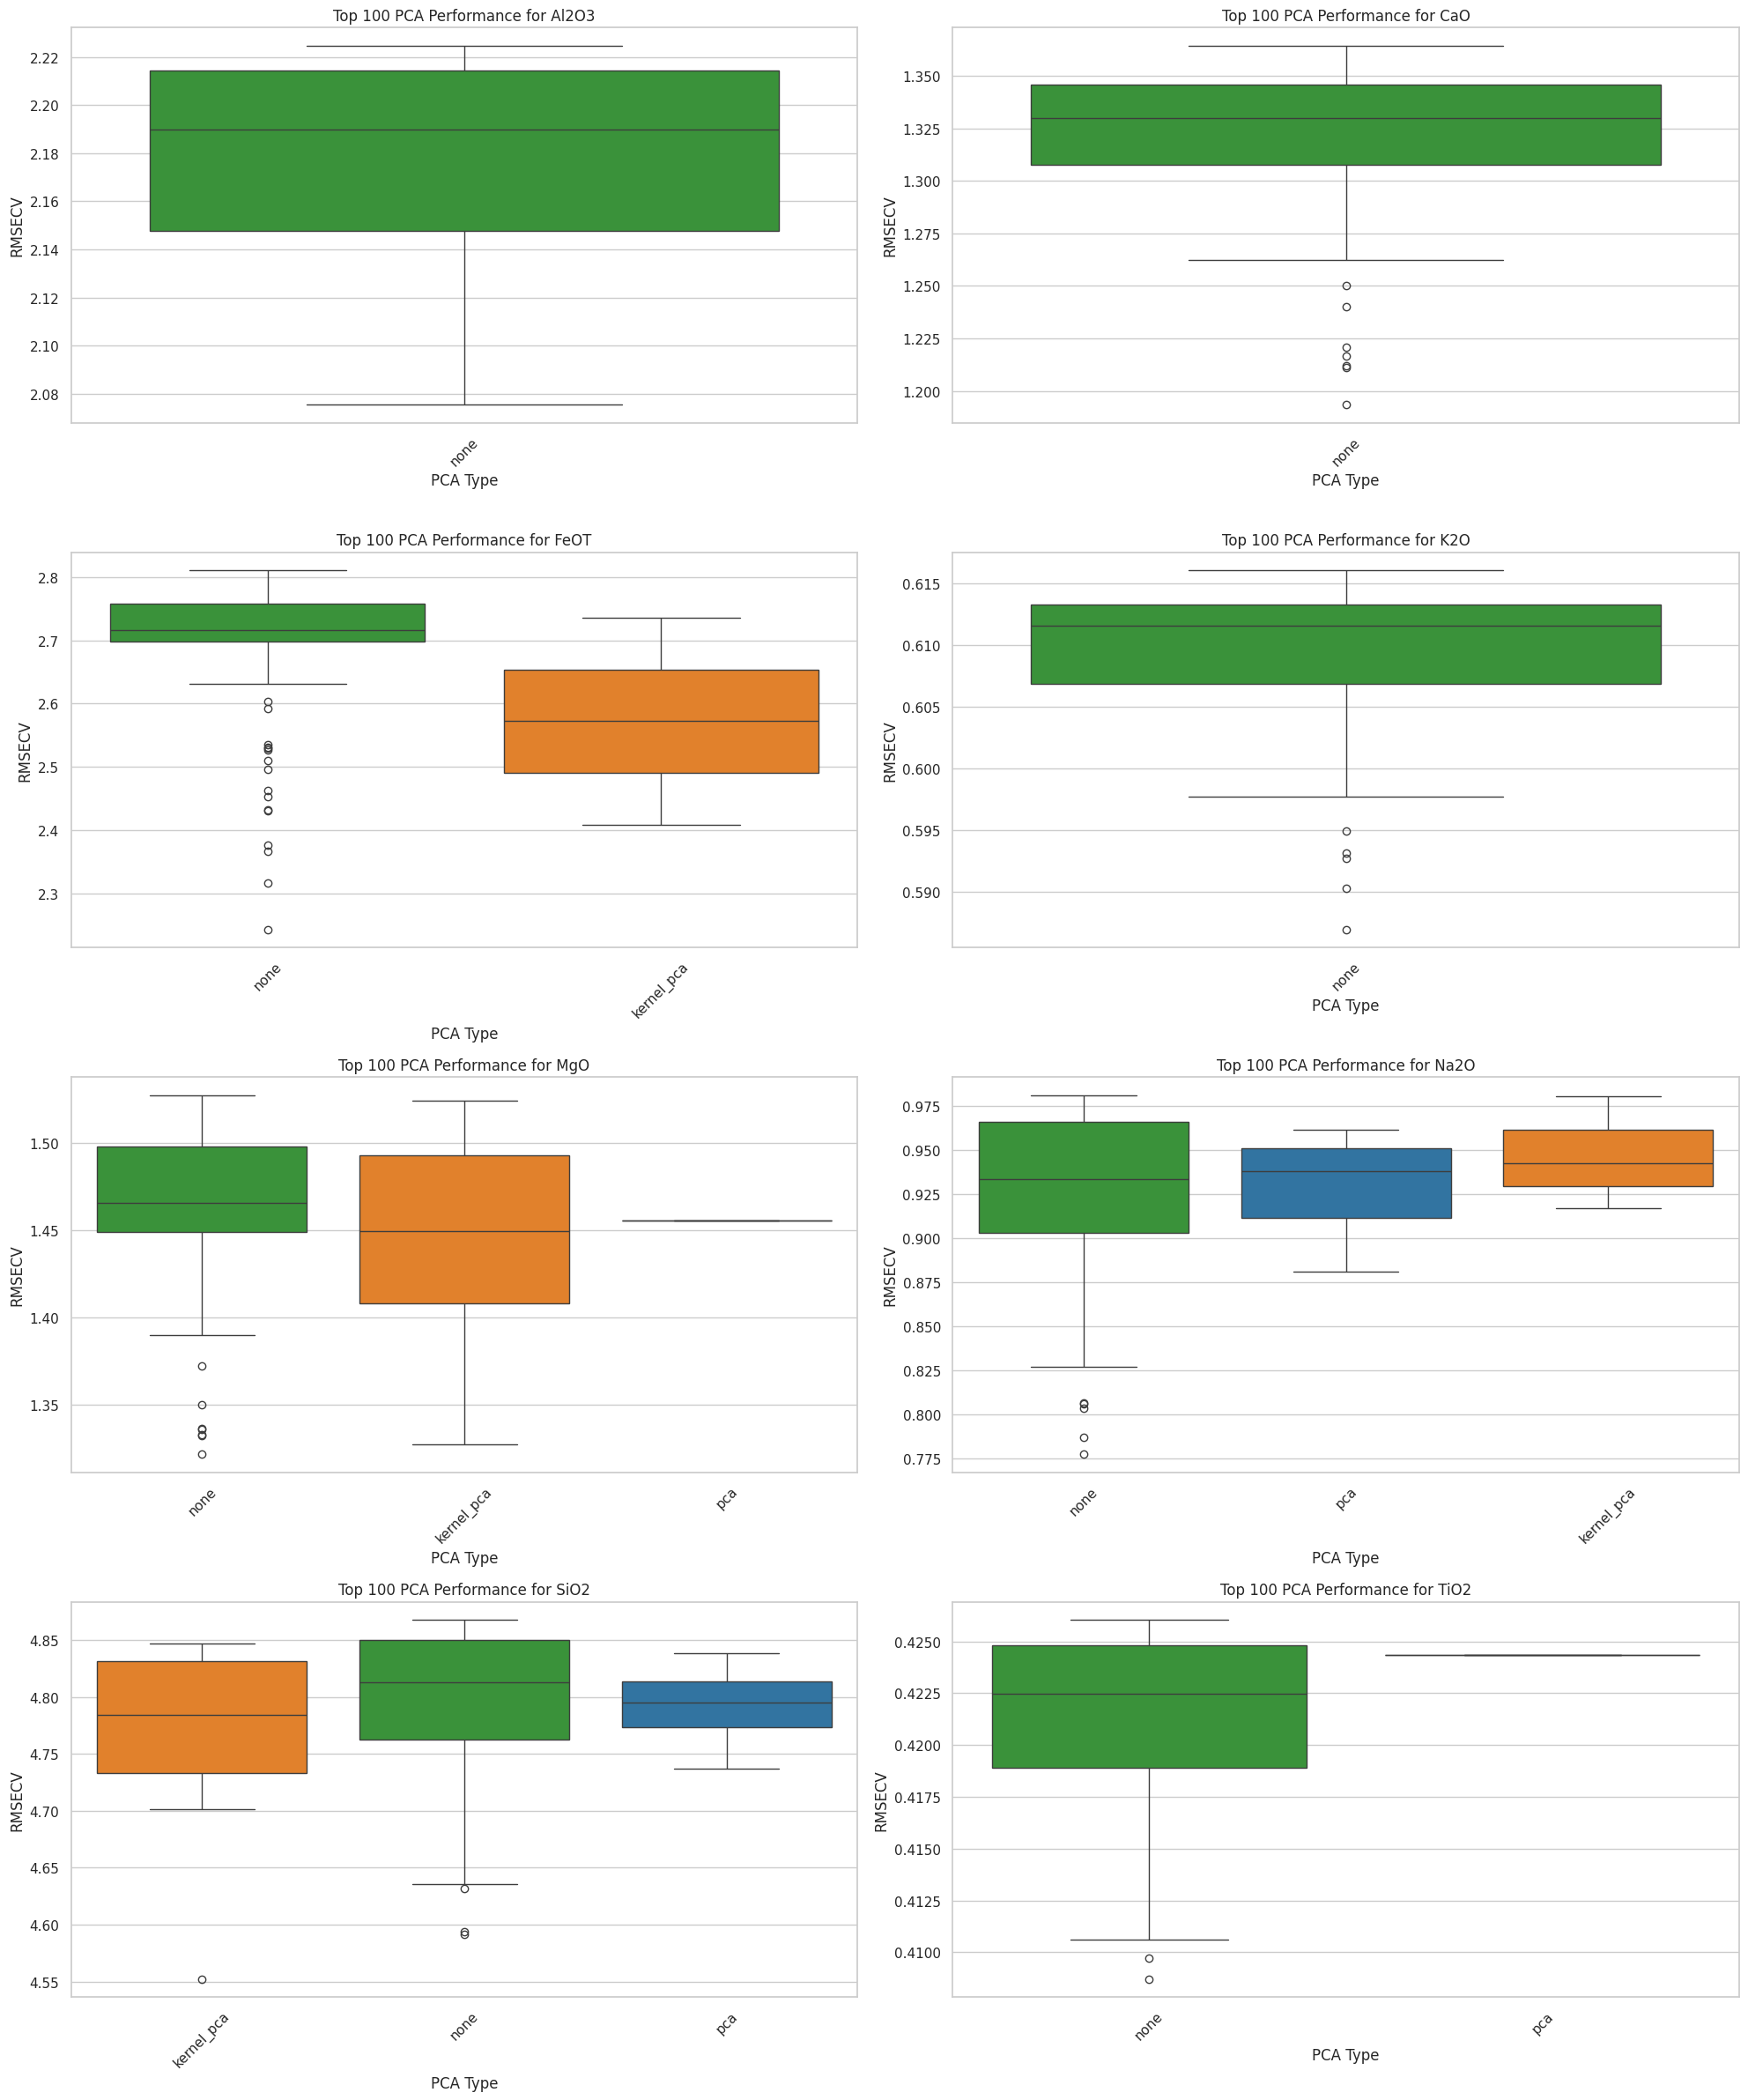 Top 100 PCA Performance for Al2O3
RMSECV
2.22
2.20
2.18
2.16
2.14
2.12
2.10
2.08
none
PCA Type
Top 100 PCA Performance for CaO
RMSECV
1.350
1.325
1.300
1.275
1.250
1.225
1.200
none
PCA Type
Top 100 PCA Performance for FeOT
RMSECV
2.8
2.7
2.6
2.5
2.4
2.3
none
kernel_pca
PCA Type
Top 100 PCA Performance for K2O
RMSECV
0.615
0.610
0.605
0.600
0.595
0.590
none
PCA Type
Top 100 PCA Performance for MgO
RMSECV
1.50
1.45
1.40
1.35
none
kernel_pca
pca
PCA Type
Top 100 PCA Performance for Na2O
RMSECV
0.975
0.950
0.925
0.900
0.875
0.850
0.825
0.800
0.775
none
pca
kernel_pca
PCA Type
Top 100 PCA Performance for SiO2
RMSECV
4.85
4.80
4.75
4.70
4.65
4.60
4.55
kernel_pca
none
pca
PCA Type
Top 100 PCA Performance for TiO2
RMSECV
0.4250
0.4225
0.4200
0.4175
0.4150
0.4125
0.4100
none
pca
PCA Type